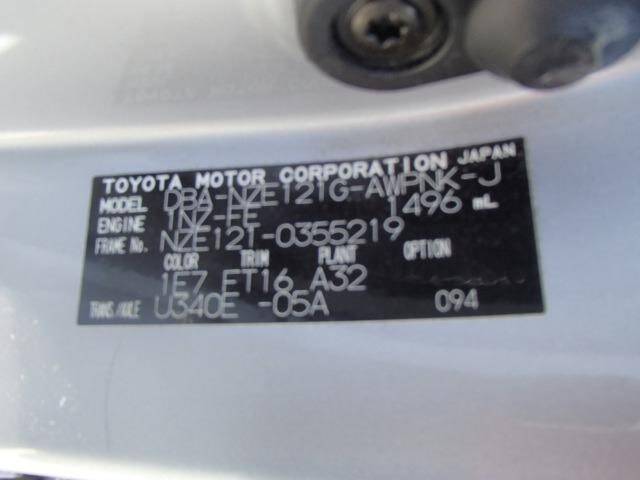 TOYOTA MOTOR CORPORATION JAPAN
MODEL DBA-NZE121G-AWPNK-J
ENGINE 1NZ-FE 1496 mL
FRAME No. NZE121-0355219
COLOR TRIM PLANT OPTION
1E7 FT16 A32
TRANS./AXLE U340E -05A 094